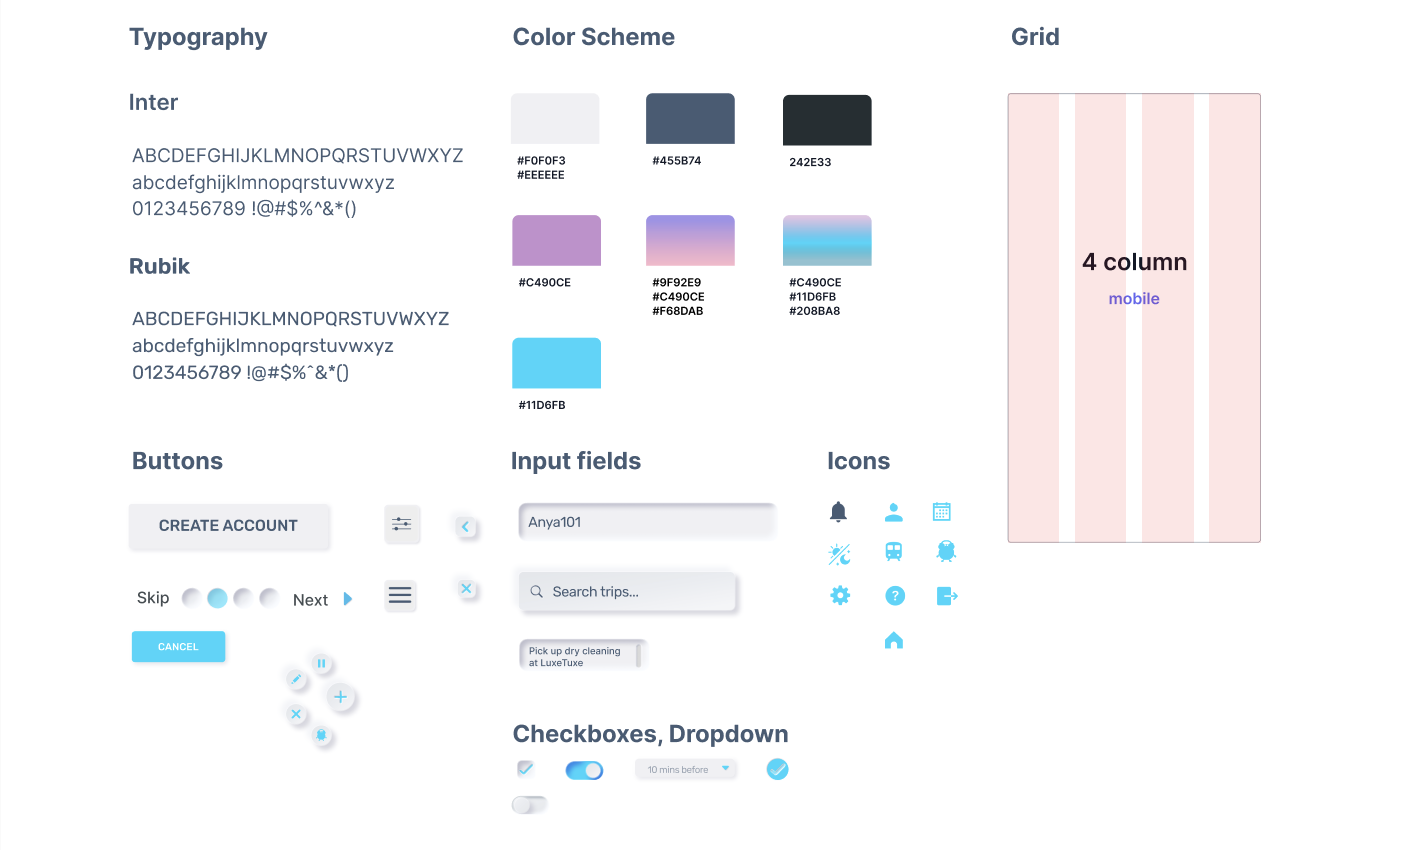 Typography
Inter
ABCDEFGHIJKLMNOPQRSTUVWXYZ
abcdefghijklmnopqrstuvwxyz
0123456789 !@#$%^&*()
Rubik
ABCDEFGHIJKLMNOPQRSTUVWXYZ
abcdefghijklmnopqrstuvwxyz
0123456789 !@#$%^&*()
Color Scheme
#F0F0F3
#EEEEEE
#455B74
242E33
#C490CE
#9F92E9
#C490CE
#F68DAB
#C490CE
#11D6FB
#208BA8
#11D6FB
Grid
4 column
mobile
Buttons
CREATE ACCOUNT
Skip
Next
CANCEL
Input fields
Anya101
Search trips...
Pick up dry cleaning
at LuxeTuxe
Icons
?
Checkboxes, Dropdown
10 mins before